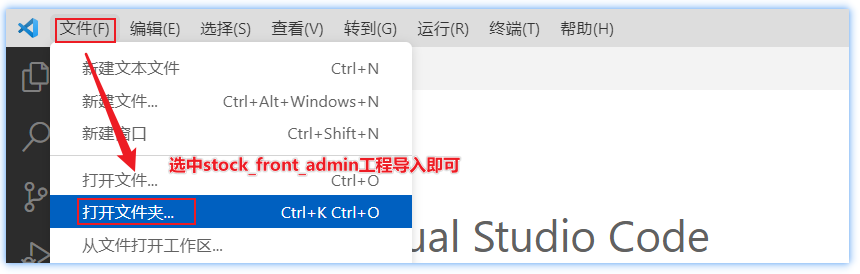 文件(F) 编辑(E) 选择(S) 查看(V) 转到(G) 运行(R) 终端(T) 帮助(H)
新建文本文件 Ctrl+N
新建文件... Ctrl+Alt+Windows+N
新建窗口 Ctrl+Shift+N
选中stock_front_admin工程导入即可
打开文件... Ctrl+O
打开文件夹... Ctrl+K Ctrl+O
从文件打开工作区...
ual Studio Code